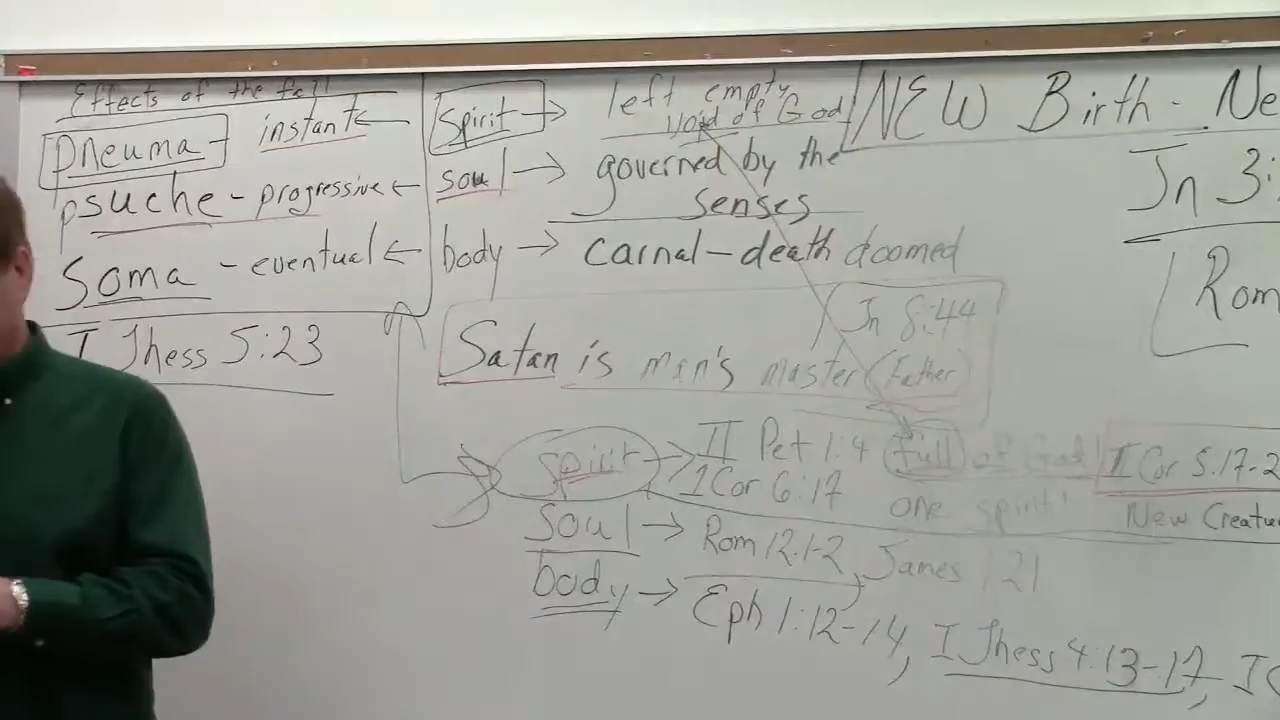 Effects of the fall
Pneuma - instant ← Spirit → left empty
void of God
psuche - progressive ← soul → governed by the
senses
Soma - eventual ← body → carnal - death doomed
I Thess 5:23
Jn 8:44
Satan is man's master (Father)
NEW Birth - Ne
Jn 3:
Rom
spirit → II Pet 1:4 full of God!
1 Cor 6:17 one spirit!
I Cor 5:17-2
New Creatu
soul → Rom 12:1-2, James 1 21
body → Eph 1:12-14, I Thess 4:13-17,